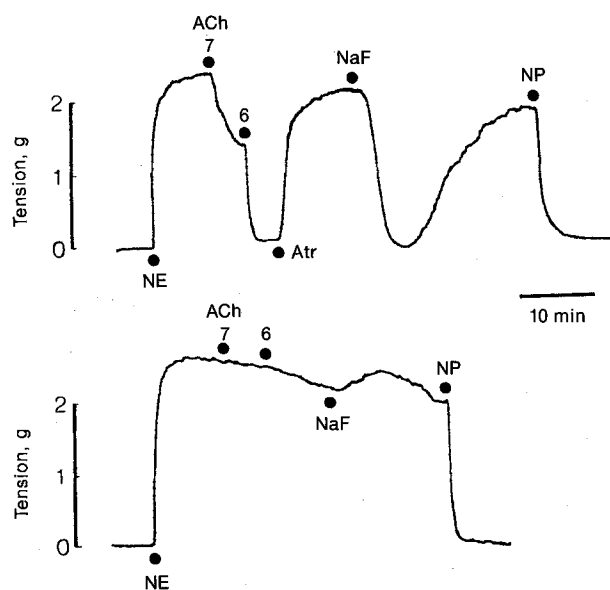 ACh
7
NaF
NP
6
2
1
0
Tension, g
Atr
NE
10 min
ACh
7
6
NP
2
1
0
Tension, g
NaF
NE